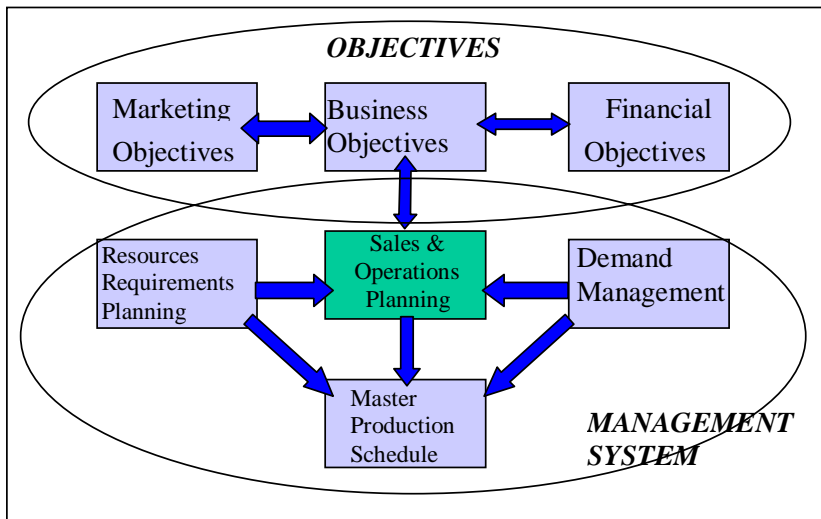 OBJECTIVES
Marketing
Objectives
Business
Objectives
Financial
Objectives
Resources
Requirements
Planning
Sales &
Operations
Planning
Demand
Management
Master
Production
Schedule
MANAGEMENT
SYSTEM